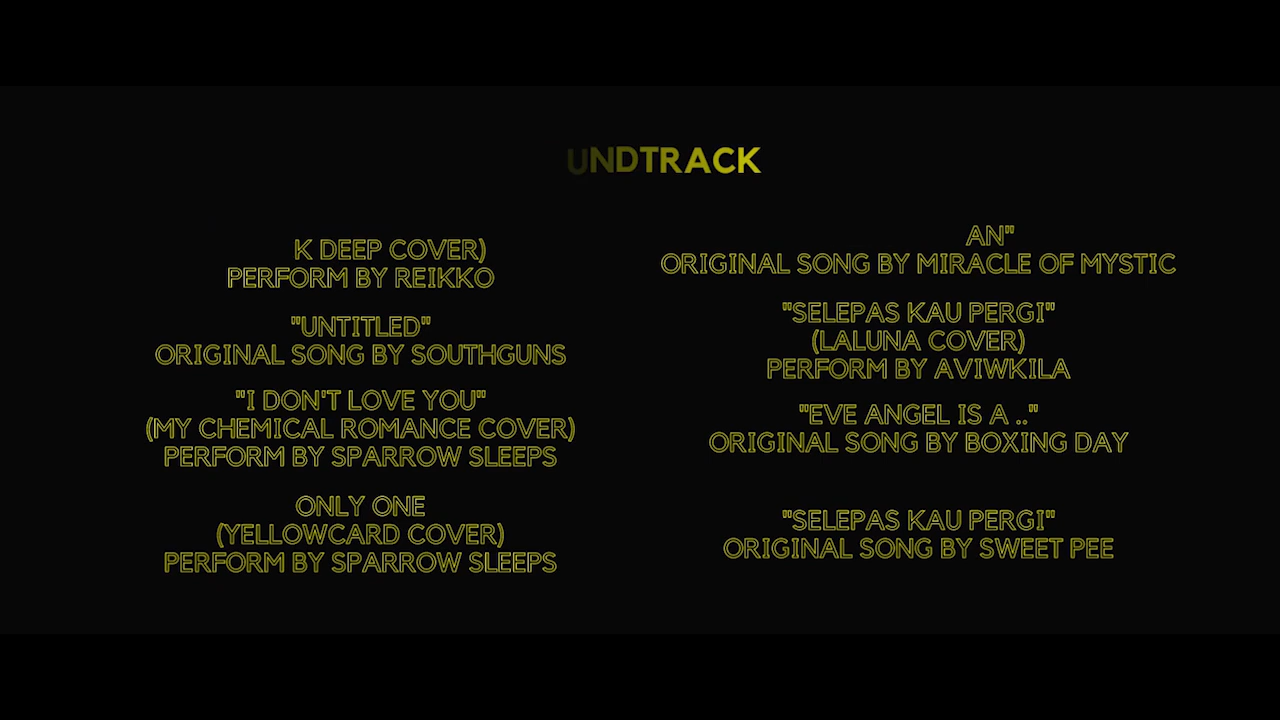 UNDTRACK
K DEEP COVER)
PERFORM BY REIKKO
"UNTITLED"
ORIGINAL SONG BY SOUTHGUNS
"I DON'T LOVE YOU"
(MY CHEMICAL ROMANCE COVER)
PERFORM BY SPARROW SLEEPS
ONLY ONE
(YELLOWCARD COVER)
PERFORM BY SPARROW SLEEPS
AN"
ORIGINAL SONG BY MIRACLE OF MYSTIC
"SELEPAS KAU PERGI"
(LALUNA COVER)
PERFORM BY AVIWKILA
"EVE ANGEL IS A .."
ORIGINAL SONG BY BOXING DAY
"SELEPAS KAU PERGI"
ORIGINAL SONG BY SWEET PEE